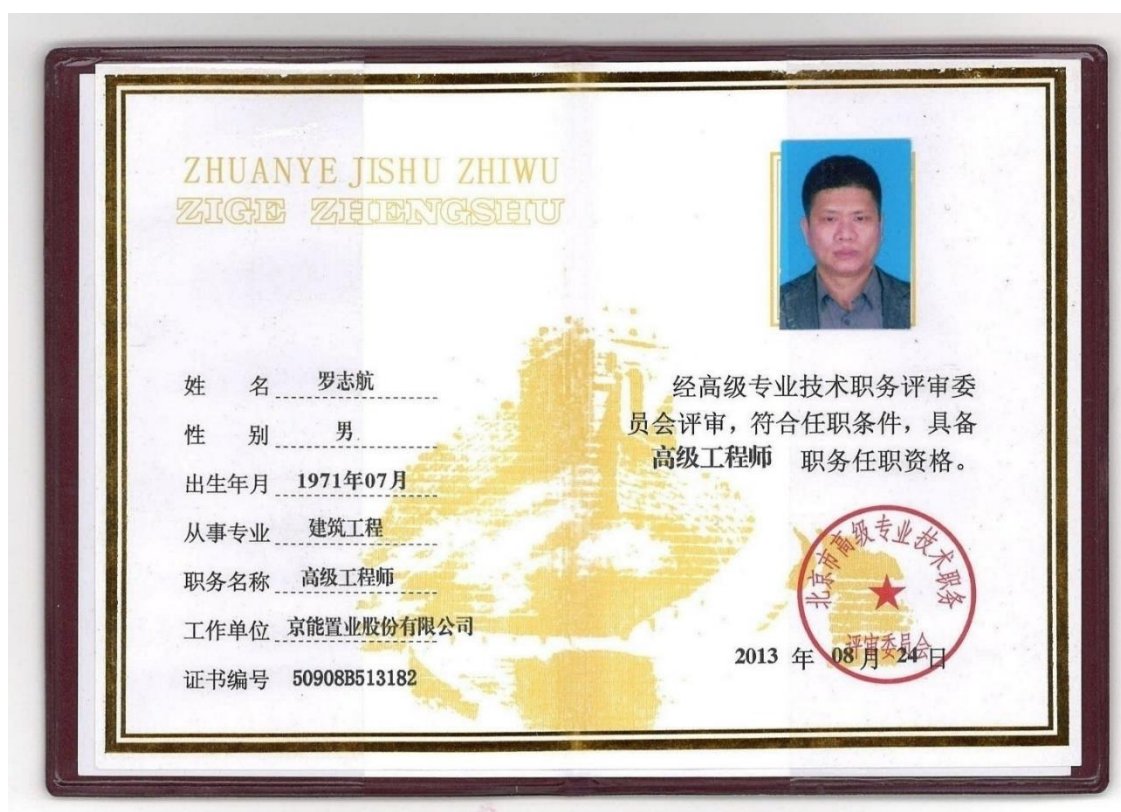 ZHUANYE JISHU ZHIWU
ZIGE ZHENGSHU
姓 名 罗志航
性 别 男
出生年月 1971年07月
从事专业 建筑工程
职务名称 高级工程师
工作单位 京能置业股份有限公司
证书编号 50908B513182
经高级专业技术职务评审委
员会评审，符合任职条件，具备
高级工程师 职务任职资格。
北京市高级专业技术职务
评审委员会
2013 年 08 月 24 日